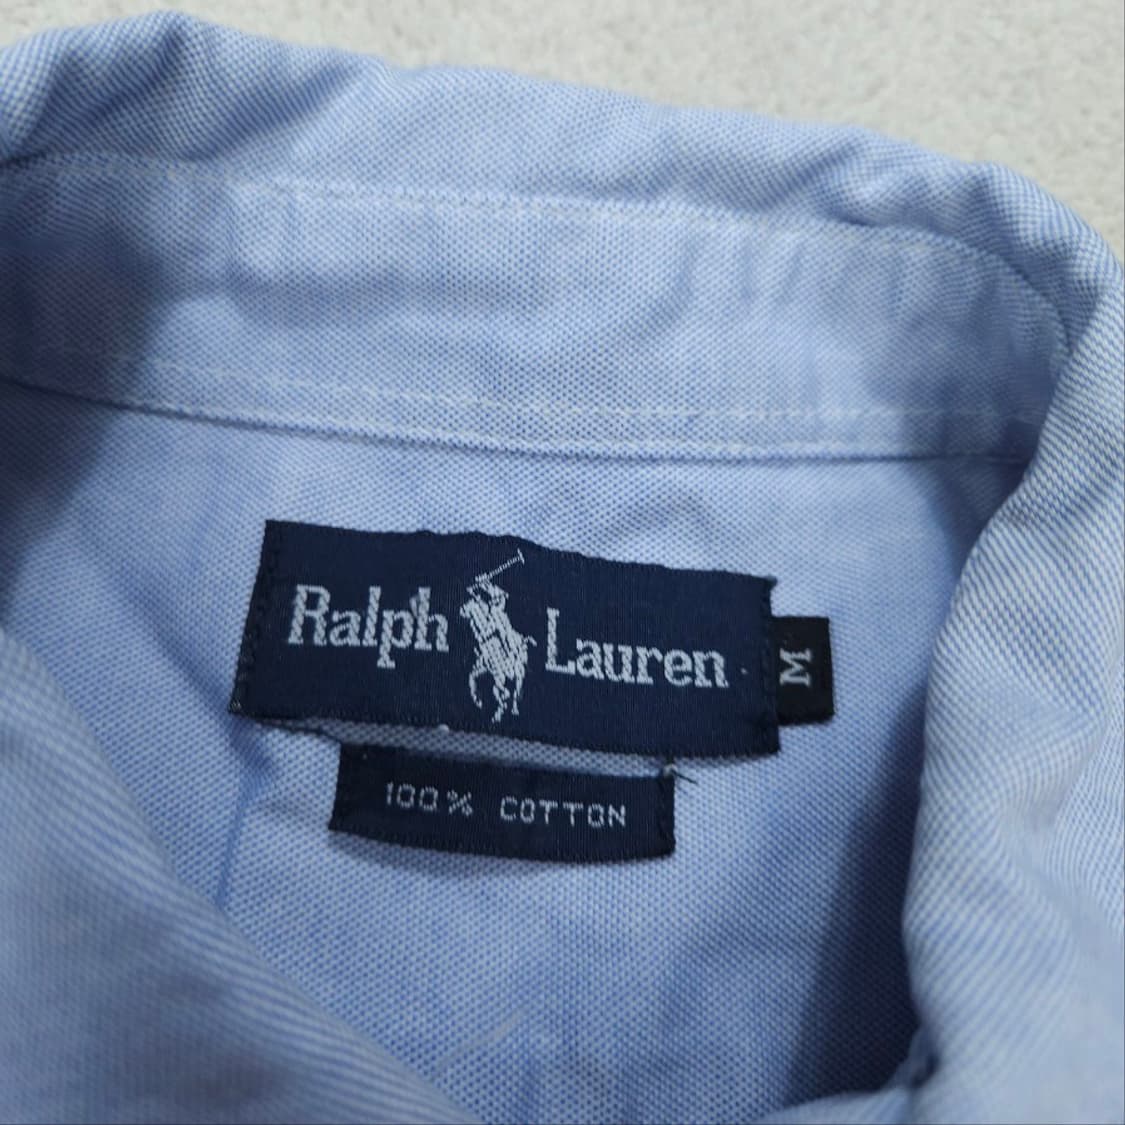 Ralph Lauren
M
100% COTTON